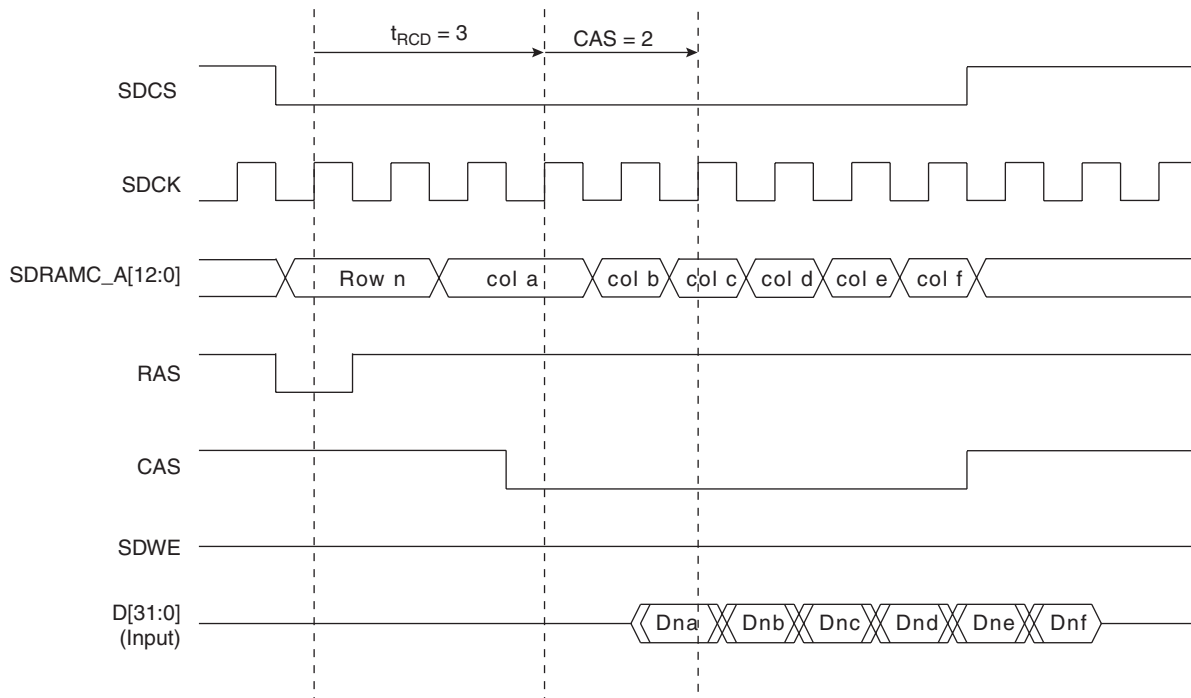 tRCD = 3
CAS = 2
SDCS
SDCK
SDRAMC_A[12:0]
Row n
col a
col b
col c
col d
col e
col f
RAS
CAS
SDWE
D[31:0]
(Input)
Dna
Dnb
Dnc
Dnd
Dne
Dnf